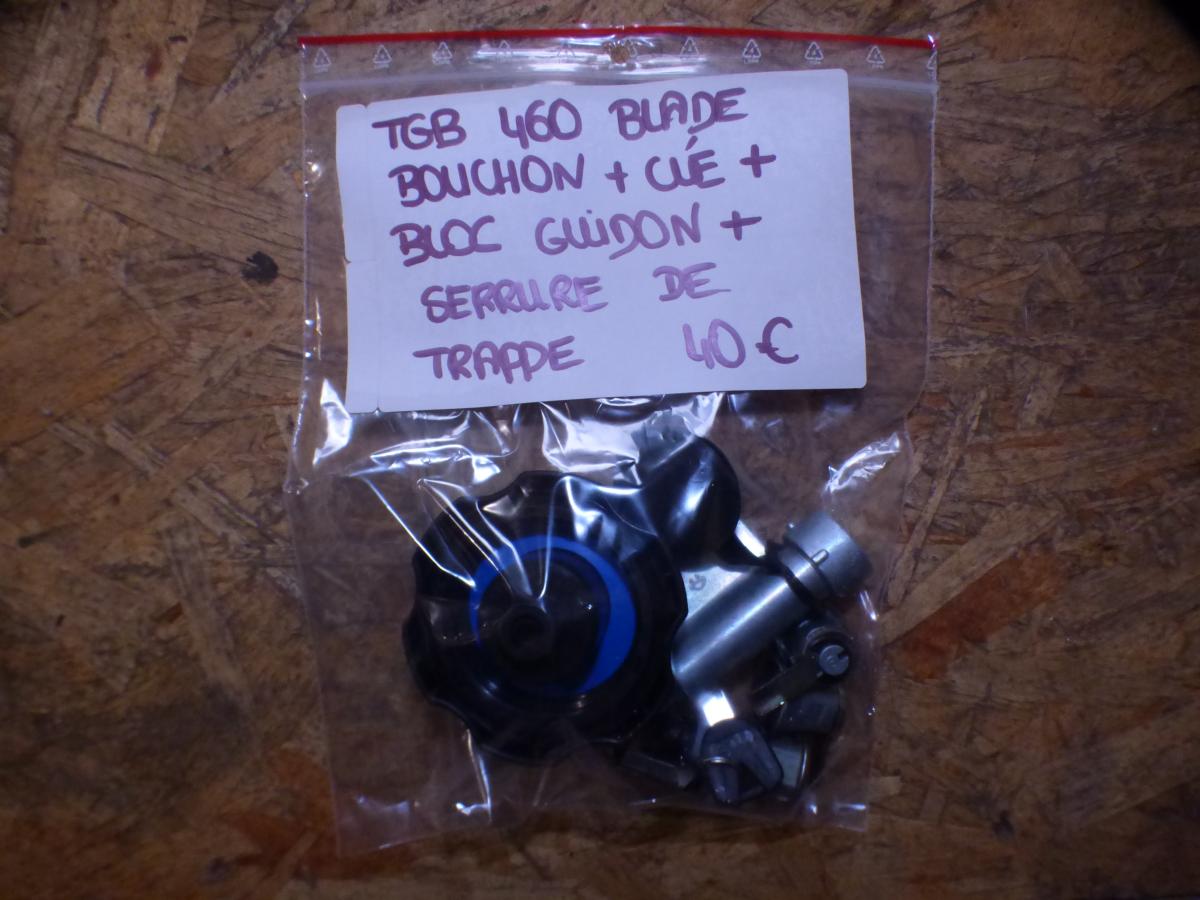 TGB 460 BLADE
BOUCHON + CLÉ +
BLOC GUIDON +
SERRURE DE
TRAPPE 40 €